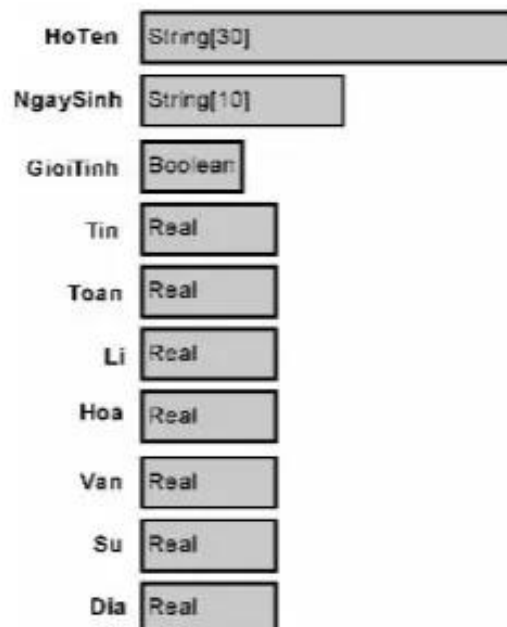 HoTen String[30]
NgaySinh String[10]
GioiTinh Boolean
Tin Real
Toan Real
Li Real
Hoa Real
Van Real
Su Real
Dia Real